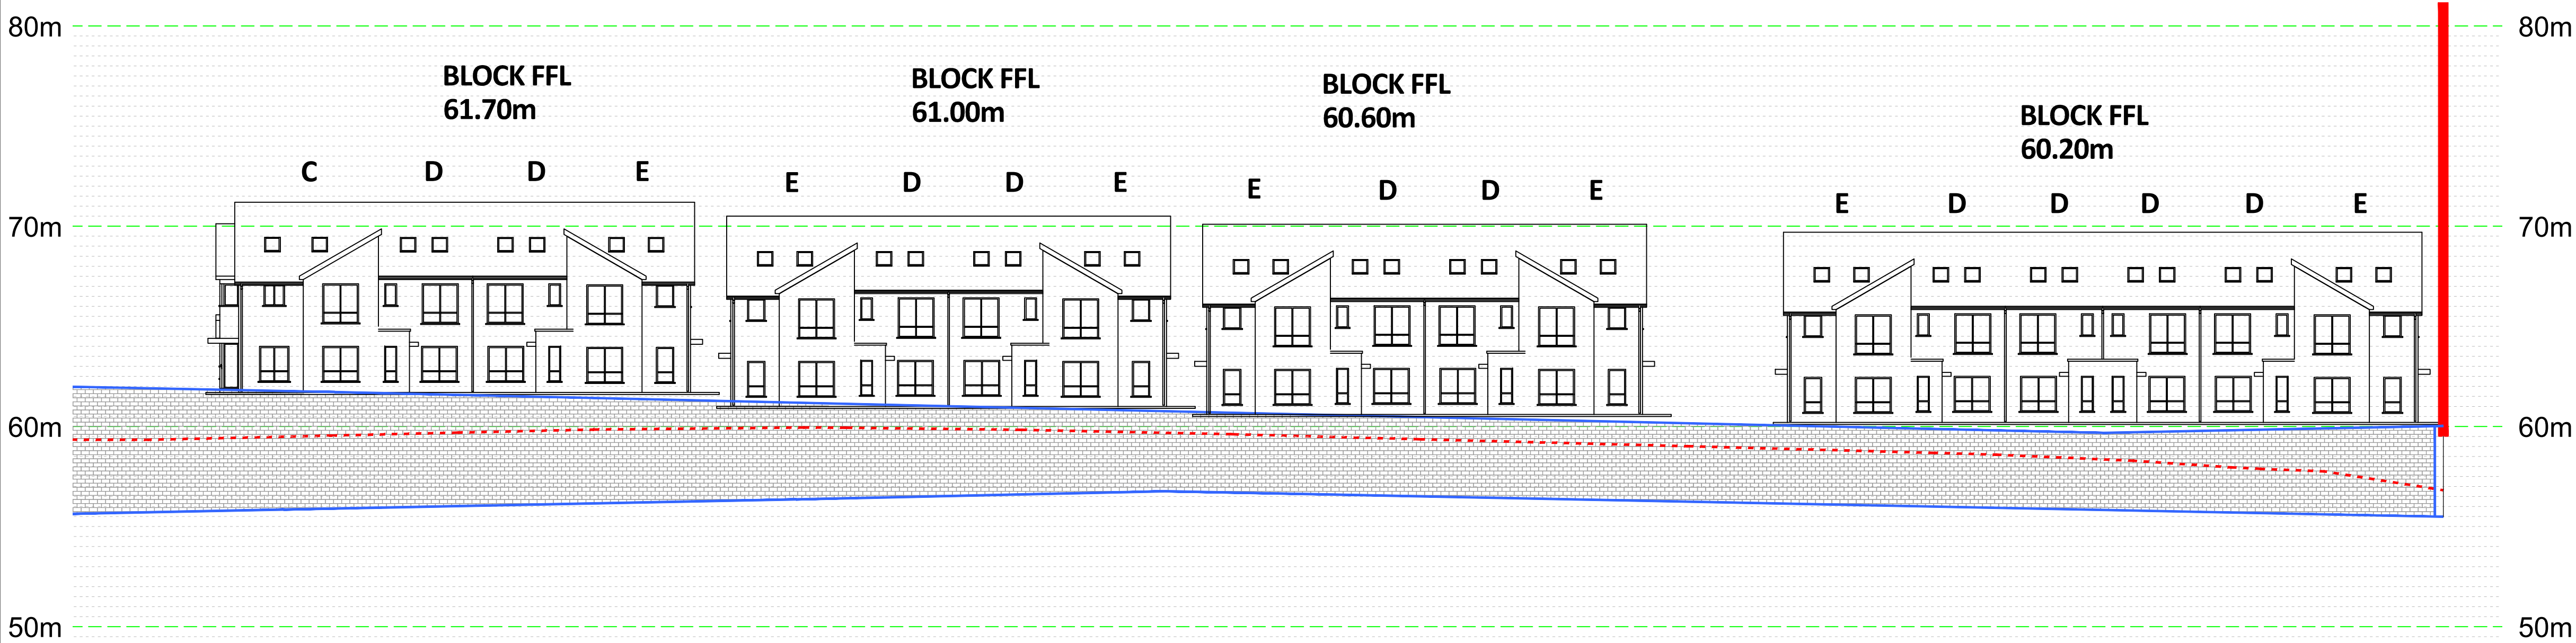 80m 80m
BLOCK FFL
61.70m
BLOCK FFL
61.00m
BLOCK FFL
60.60m
BLOCK FFL
60.20m
C D D E
E D D E
E D D E
E D D D D E
70m 70m
60m 60m
50m 50m